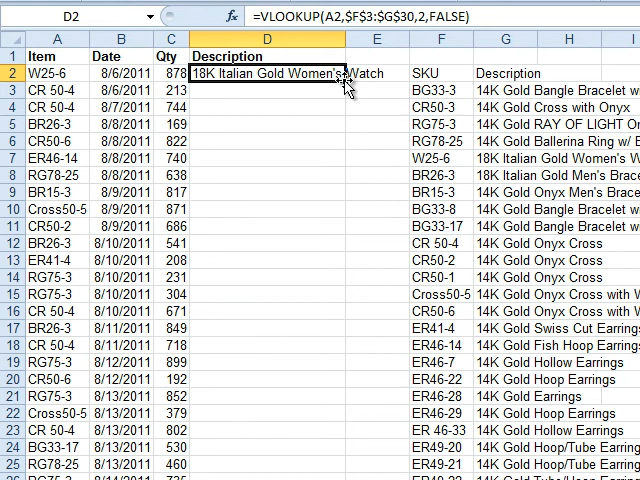 D2 fx =VLOOKUP(A2,$F$3:$G$30,2,FALSE)
A B C D E F G H I
1 Item Date Qty Description
2 W25-6 8/6/2011 878 18K Italian Gold Women's Watch SKU Description
3 CR 50-4 8/6/2011 213 BG33-3 14K Gold Bangle Bracelet
4 CR 50-4 8/7/2011 744 CR50-3 14K Gold Cross with Onyx
5 BR26-3 8/8/2011 169 RG75-3 14K Gold RAY OF LIGHT
6 CR50-6 8/8/2011 822 RG78-25 14K Gold Ballerina Ring w/
7 ER46-14 8/8/2011 740 W25-6 18K Italian Gold Women's
8 RG78-25 8/8/2011 638 BR26-3 18K Italian Gold Men's
9 BR15-3 8/9/2011 817 BR15-3 14K Gold Onyx Men's
10 Cross50-5 8/9/2011 871 BG33-8 14K Gold Bangle Bracelet
11 CR50-2 8/9/2011 686 BG33-17 14K Gold Bangle Bracelet
12 BR26-3 8/10/2011 541 CR 50-4 14K Gold Onyx Cross
13 ER41-4 8/10/2011 208 CR50-2 14K Gold Onyx Cross
14 RG75-3 8/10/2011 231 CR50-1 14K Gold Onyx Cross
15 RG75-3 8/10/2011 304 Cross50-5 14K Gold Onyx Cross with
16 CR 50-4 8/10/2011 671 CR50-6 14K Gold Onyx Cross with
17 BR26-3 8/11/2011 849 ER41-4 14K Gold Swiss Cut
18 CR 50-4 8/11/2011 718 ER46-14 14K Gold Fish Hoop
19 RG75-3 8/12/2011 899 ER46-7 14K Gold Hollow Earrings
20 CR50-6 8/12/2011 192 ER46-22 14K Gold Hoop Earrings
21 RG75-3 8/13/2011 852 ER46-28 14K Gold Earrings
22 Cross50-5 8/13/2011 379 ER46-29 14K Gold Hoop Earrings
23 CR 50-4 8/13/2011 802 ER 46-33 14K Gold Hollow Earrings
24 BG33-17 8/13/2011 530 ER49-20 14K Gold Hoop/Tube
25 RG78-25 8/13/2011 460 ER49-21 14K Gold Hoop/Tube